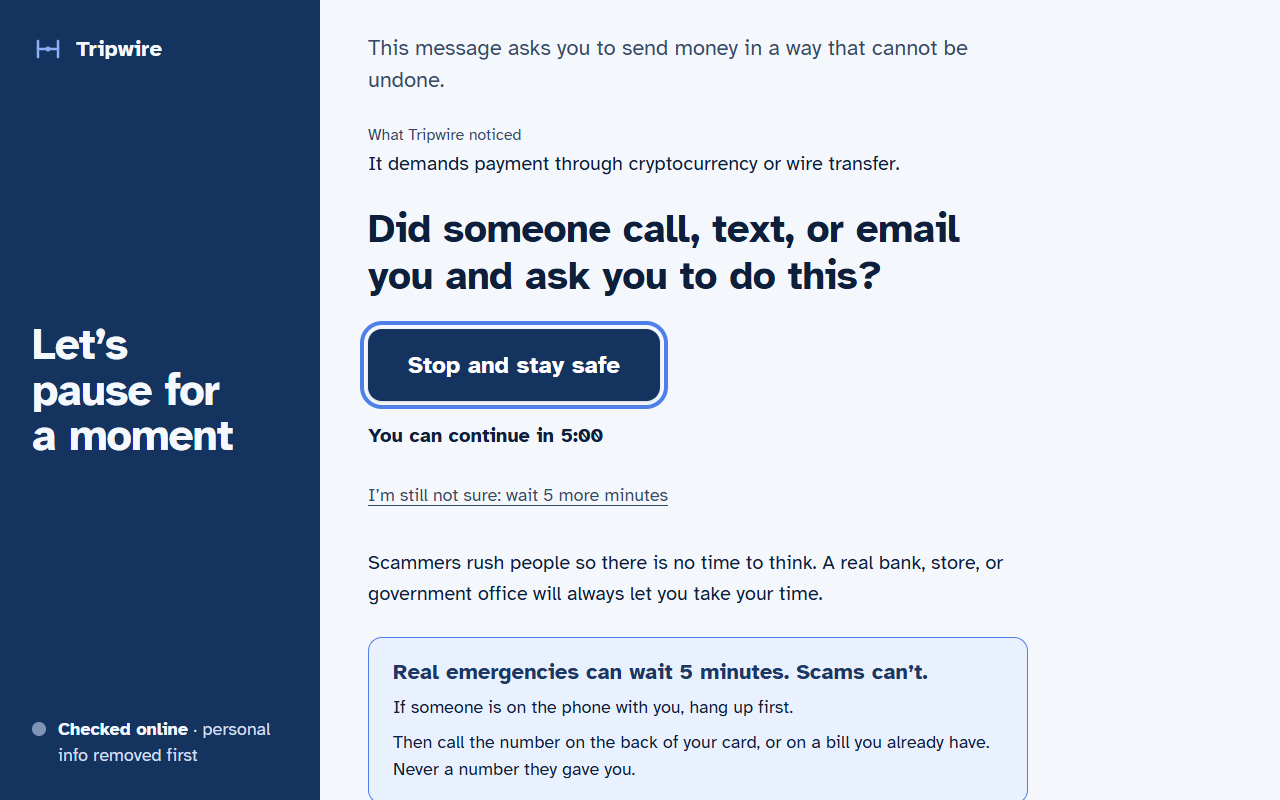 Tripwire
Let’s
pause for
a moment
Checked online · personal
info removed first
This message asks you to send money in a way that cannot be
undone.
What Tripwire noticed
It demands payment through cryptocurrency or wire transfer.
Did someone call, text, or email
you and ask you to do this?
Stop and stay safe
You can continue in 5:00
I’m still not sure: wait 5 more minutes
Scammers rush people so there is no time to think. A real bank, store, or
government office will always let you take your time.
Real emergencies can wait 5 minutes. Scams can’t.
If someone is on the phone with you, hang up first.
Then call the number on the back of your card, or on a bill you already have.
Never a number they gave you.